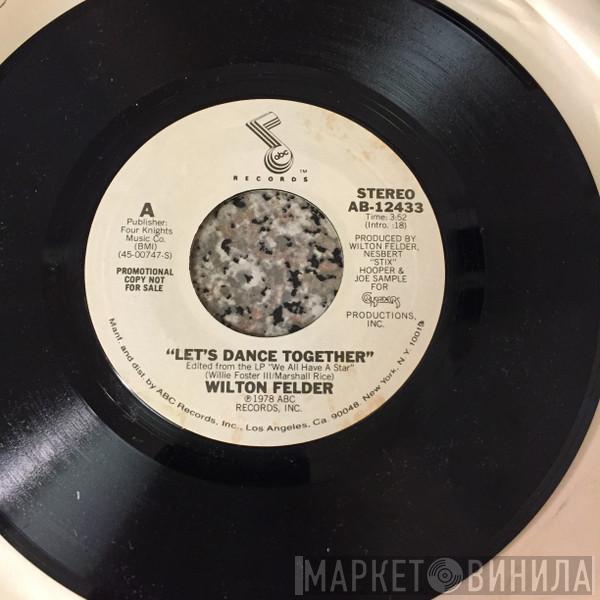 abc
TM
RECORDS
A
Publisher:
Four Knights
Music Co.
(BMI)
(45-00747-S)
PROMOTIONAL
COPY NOT
FOR SALE
STEREO
AB-12433
Time: 3:52
(Intro. :18)
PRODUCED BY
WILTON FELDER,
NESBERT
"STIX"
HOOPER &
JOE SAMPLE
FOR
Crusaders
PRODUCTIONS,
INC.
"LET'S DANCE TOGETHER"
Edited from the LP "We All Have A Star"
(Willie Foster III/Marshall Rice)
WILTON FELDER
℗1978 ABC
RECORDS, INC.
Manf. and dist. by ABC Records, Inc., Los Angeles, Ca. 90048. New York, N.Y. 10019
МАРКЕТ ВИНИЛА